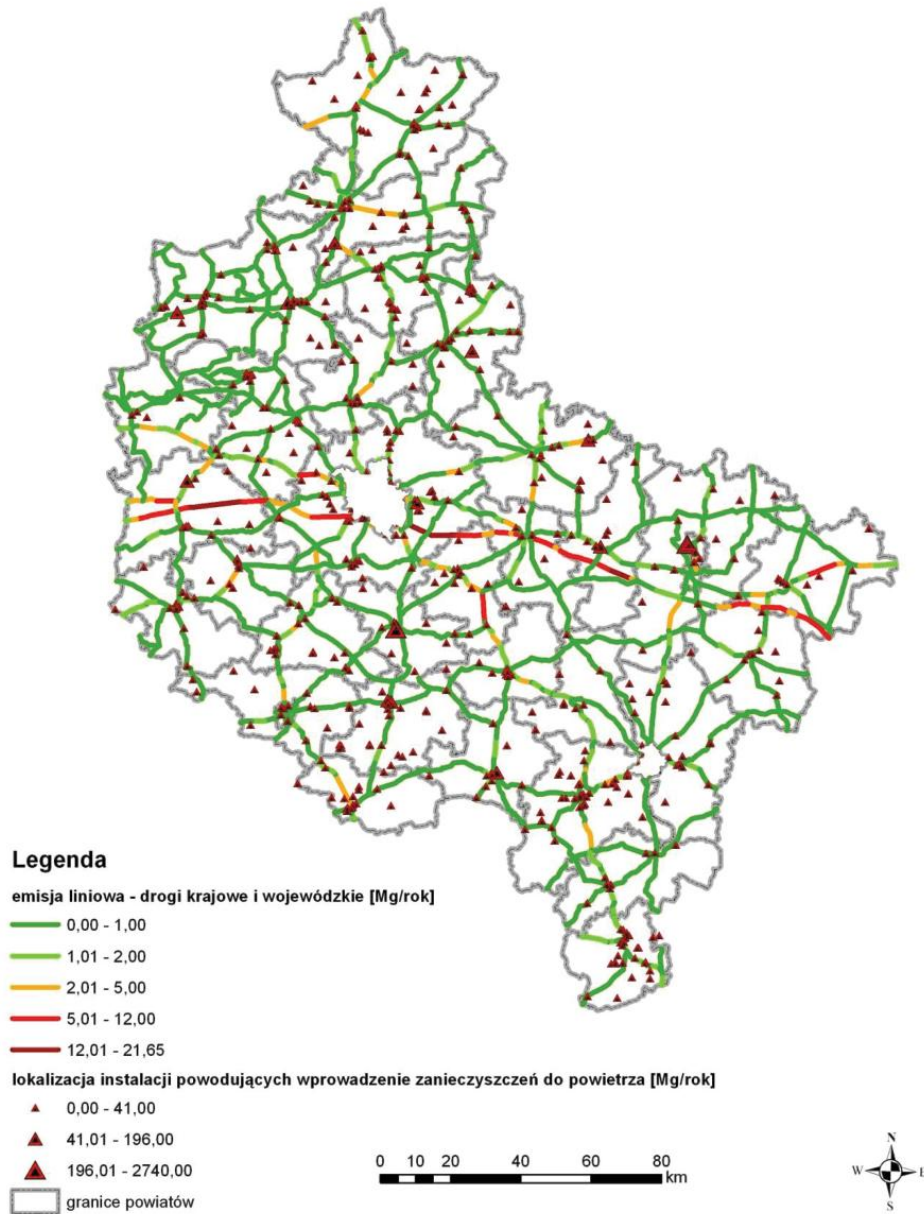 Legenda
emisja liniowa - drogi krajowe i wojewódzkie [Mg/rok]
0,00 - 1,00
1,01 - 2,00
2,01 - 5,00
5,01 - 12,00
12,01 - 21,65
lokalizacja instalacji powodujących wprowadzenie zanieczyszczeń do powietrza [Mg/rok]
0,00 - 41,00
41,01 - 196,00
196,01 - 2740,00
granice powiatów
0 10 20 40 60 80
km
N
W E
S